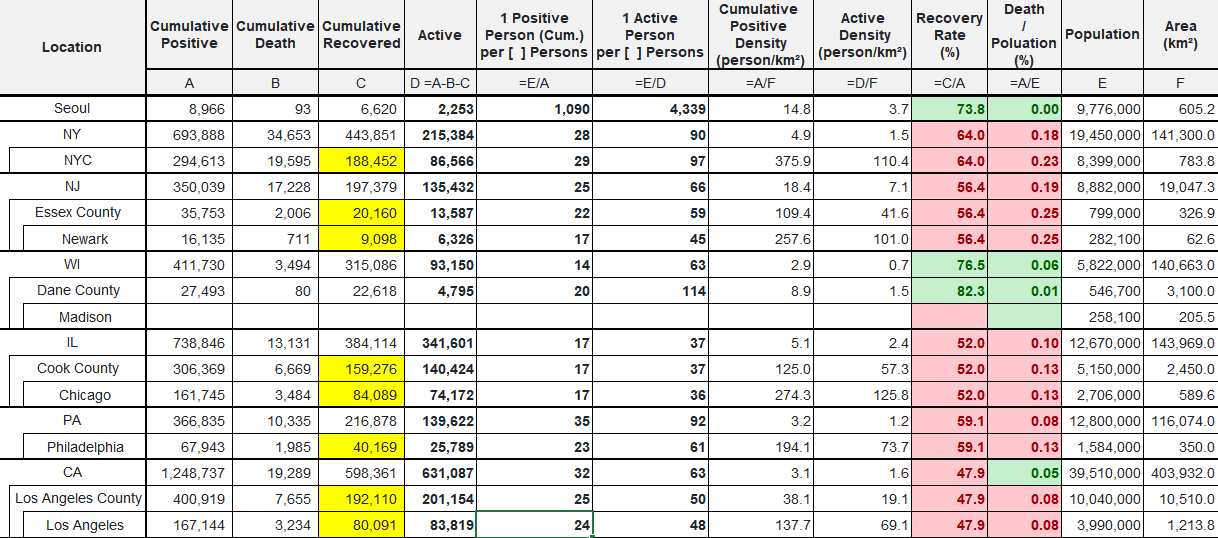 Location Cumulative Positive Cumulative Death Cumulative Recovered Active 1 Positive Person (Cum.) per [ ] Persons 1 Active Person per [ ] Persons Cumulative Positive Density (person/km²) Active Density (person/km²) Recovery Rate (%) Death / Poluation (%) Population Area (km²)
A B C D =A-B-C =E/A =E/D =A/F =D/F =C/A =A/E E F
Seoul 8,966 93 6,620 2,253 1,090 4,339 14.8 3.7 73.8 0.00 9,776,000 605.2
NY 693,888 34,653 443,851 215,384 28 90 4.9 1.5 64.0 0.18 19,450,000 141,300.0
NYC 294,613 19,595 188,452 86,566 29 97 375.9 110.4 64.0 0.23 8,399,000 783.8
NJ 350,039 17,228 197,379 135,432 25 66 18.4 7.1 56.4 0.19 8,882,000 19,047.3
Essex County 35,753 2,006 20,160 13,587 22 59 109.4 41.6 56.4 0.25 799,000 326.9
Newark 16,135 711 9,098 6,326 17 45 257.6 101.0 56.4 0.25 282,100 62.6
WI 411,730 3,494 315,086 93,150 14 63 2.9 0.7 76.5 0.06 5,822,000 140,663.0
Dane County 27,493 80 22,618 4,795 20 114 8.9 1.5 82.3 0.01 546,700 3,100.0
Madison 258,100 205.5
IL 738,846 13,131 384,114 341,601 17 37 5.1 2.4 52.0 0.10 12,670,000 143,969.0
Cook County 306,369 6,669 159,276 140,424 17 37 125.0 57.3 52.0 0.13 5,150,000 2,450.0
Chicago 161,745 3,484 84,089 74,172 17 36 274.3 125.8 52.0 0.13 2,706,000 589.6
PA 366,835 10,335 216,878 139,622 35 92 3.2 1.2 59.1 0.08 12,800,000 116,074.0
Philadelphia 67,943 1,985 40,169 25,789 23 61 194.1 73.7 59.1 0.13 1,584,000 350.0
CA 1,248,737 19,289 598,361 631,087 32 63 3.1 1.6 47.9 0.05 39,510,000 403,932.0
Los Angeles County 400,919 7,655 192,110 201,154 25 50 38.1 19.1 47.9 0.08 10,040,000 10,510.0
Los Angeles 167,144 3,234 80,091 83,819 24 48 137.7 69.1 47.9 0.08 3,990,000 1,213.8